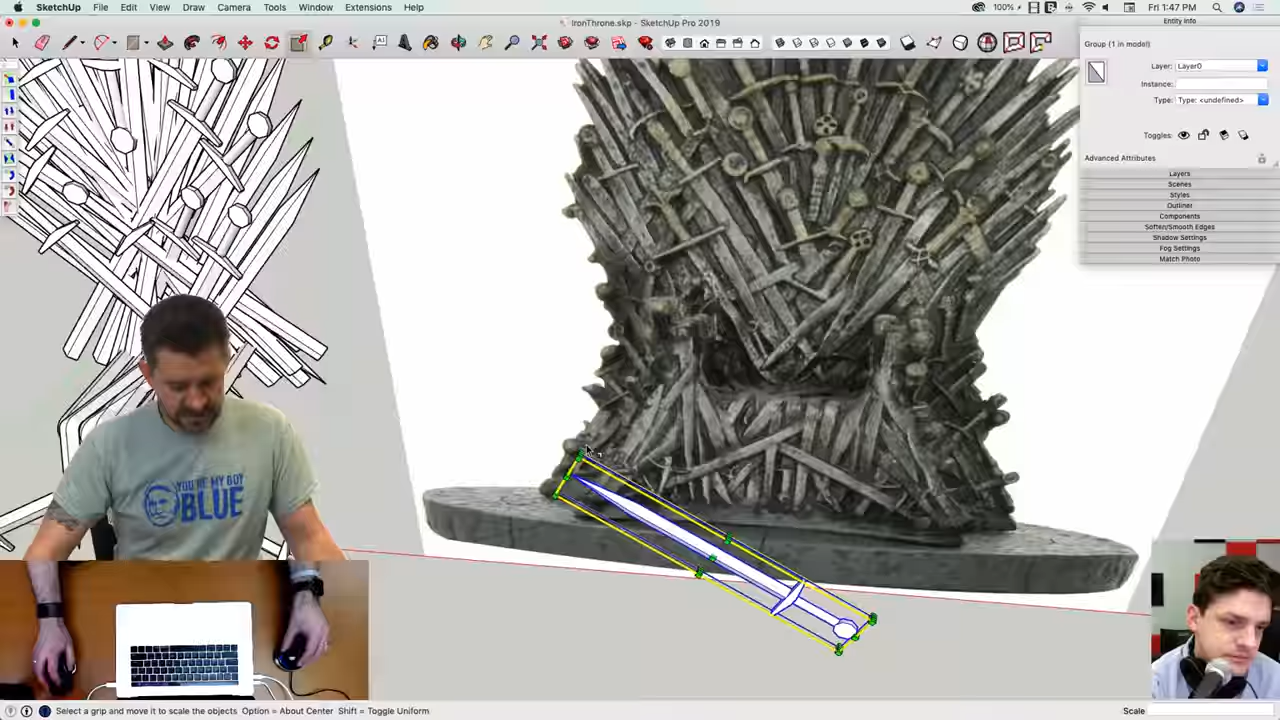 SketchUp File Edit View Draw Camera Tools Window Extensions Help
100% Fri 1:47 PM
IronThrone.skp - SketchUp Pro 2019
Entity Info
Group (1 in model)
Layer: Layer0
Instance:
Type: Type: <undefined>
Toggles:
Advanced Attributes
Layers
Scenes
Styles
Outliner
Components
Soften/Smooth Edges
Shadow Settings
Fog Settings
Match Photo
YOU'RE MY BOY
BLUE
Select a grip and move it to scale the objects Option = About Center Shift = Toggle Uniform
Scale